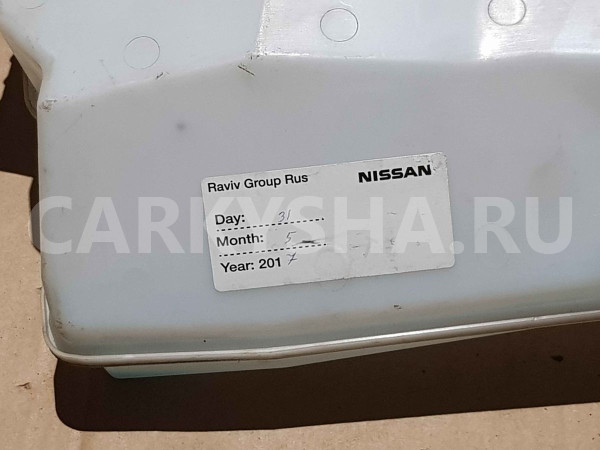 Raviv Group Rus NISSAN
Day: 31
Month: 5
Year: 2017
CARKYSHA.RU